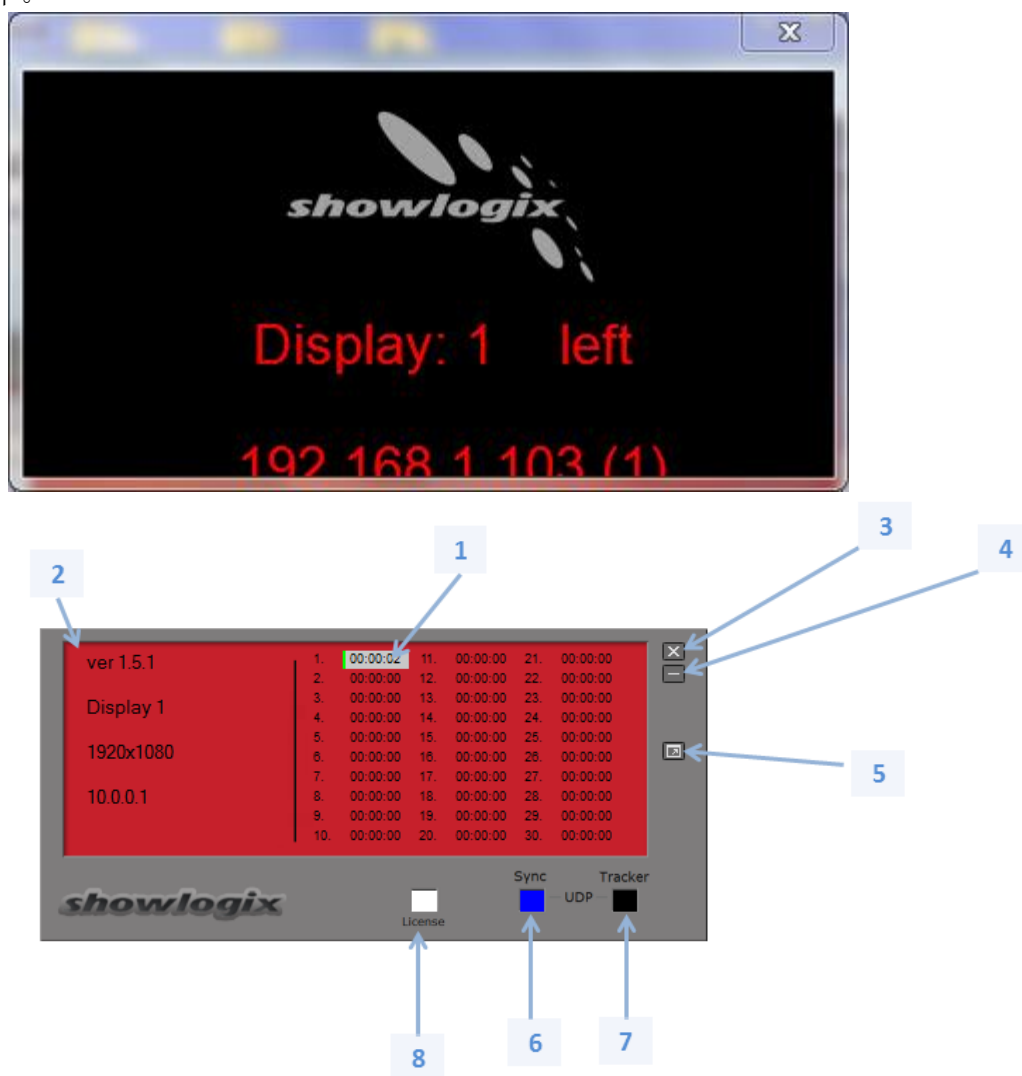 showlogix
Display: 1 left
192.168.1.103 (1)
1
2
3
4
ver 1.5.1
Display 1
1920x1080
10.0.0.1
1. 00:00:02 11. 00:00:00 21. 00:00:00
2. 00:00:00 12. 00:00:00 22. 00:00:00
3. 00:00:00 13. 00:00:00 23. 00:00:00
4. 00:00:00 14. 00:00:00 24. 00:00:00
5. 00:00:00 15. 00:00:00 25. 00:00:00
6. 00:00:00 16. 00:00:00 26. 00:00:00
7. 00:00:00 17. 00:00:00 27. 00:00:00
8. 00:00:00 18. 00:00:00 28. 00:00:00
9. 00:00:00 19. 00:00:00 29. 00:00:00
10. 00:00:00 20. 00:00:00 30. 00:00:00
5
Sync Tracker
UDP
showlogix
License
8
6
7